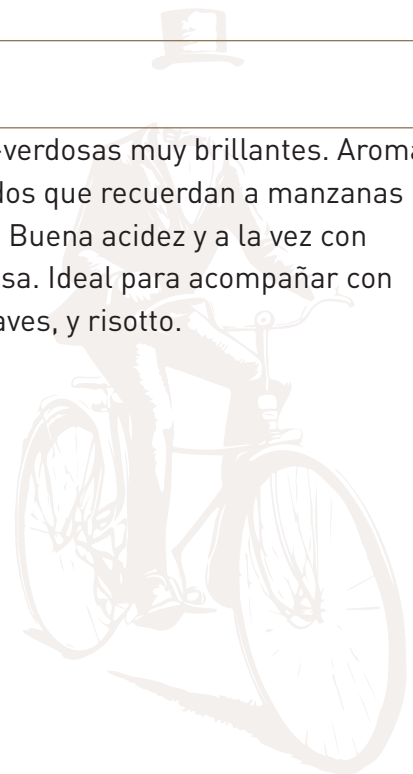 -verdosas muy brillantes. Aroma
dos que recuerdan a manzanas
. Buena acidez y a la vez con
sa. Ideal para acompañar con
aves, y risotto.